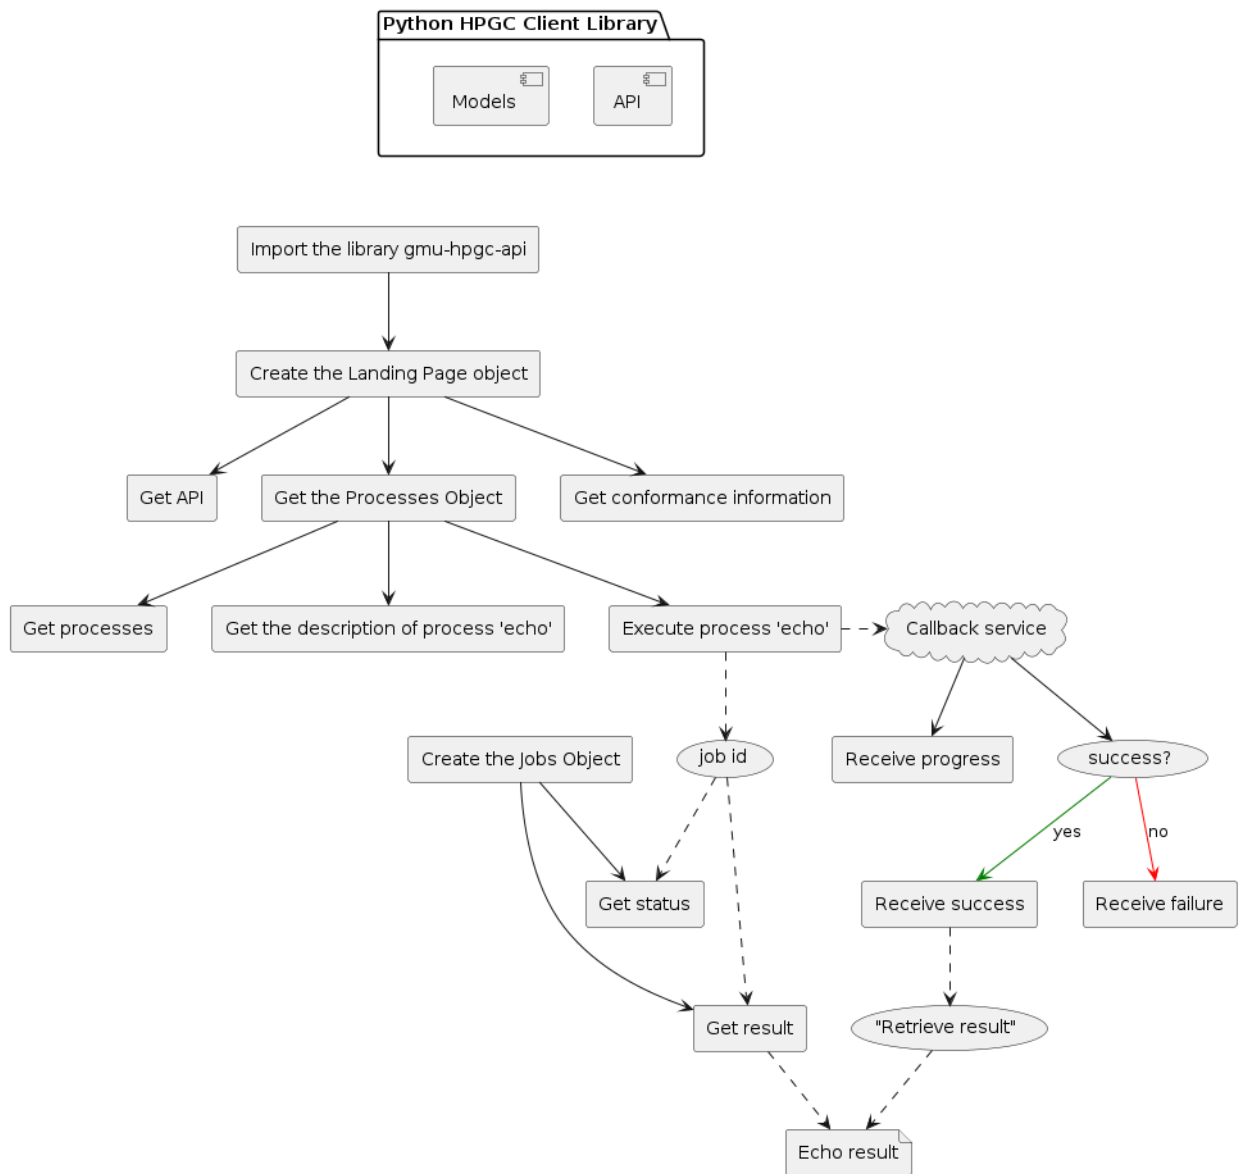 Python HPGC Client Library
Models
API
Import the library gmu-hpgc-api
Create the Landing Page object
Get API
Get the Processes Object
Get conformance information
Get processes
Get the description of process 'echo'
Execute process 'echo'
Callback service
Create the Jobs Object
job id
Receive progress
success?
yes
no
Get status
Receive success
Receive failure
Get result
"Retrieve result"
Echo result